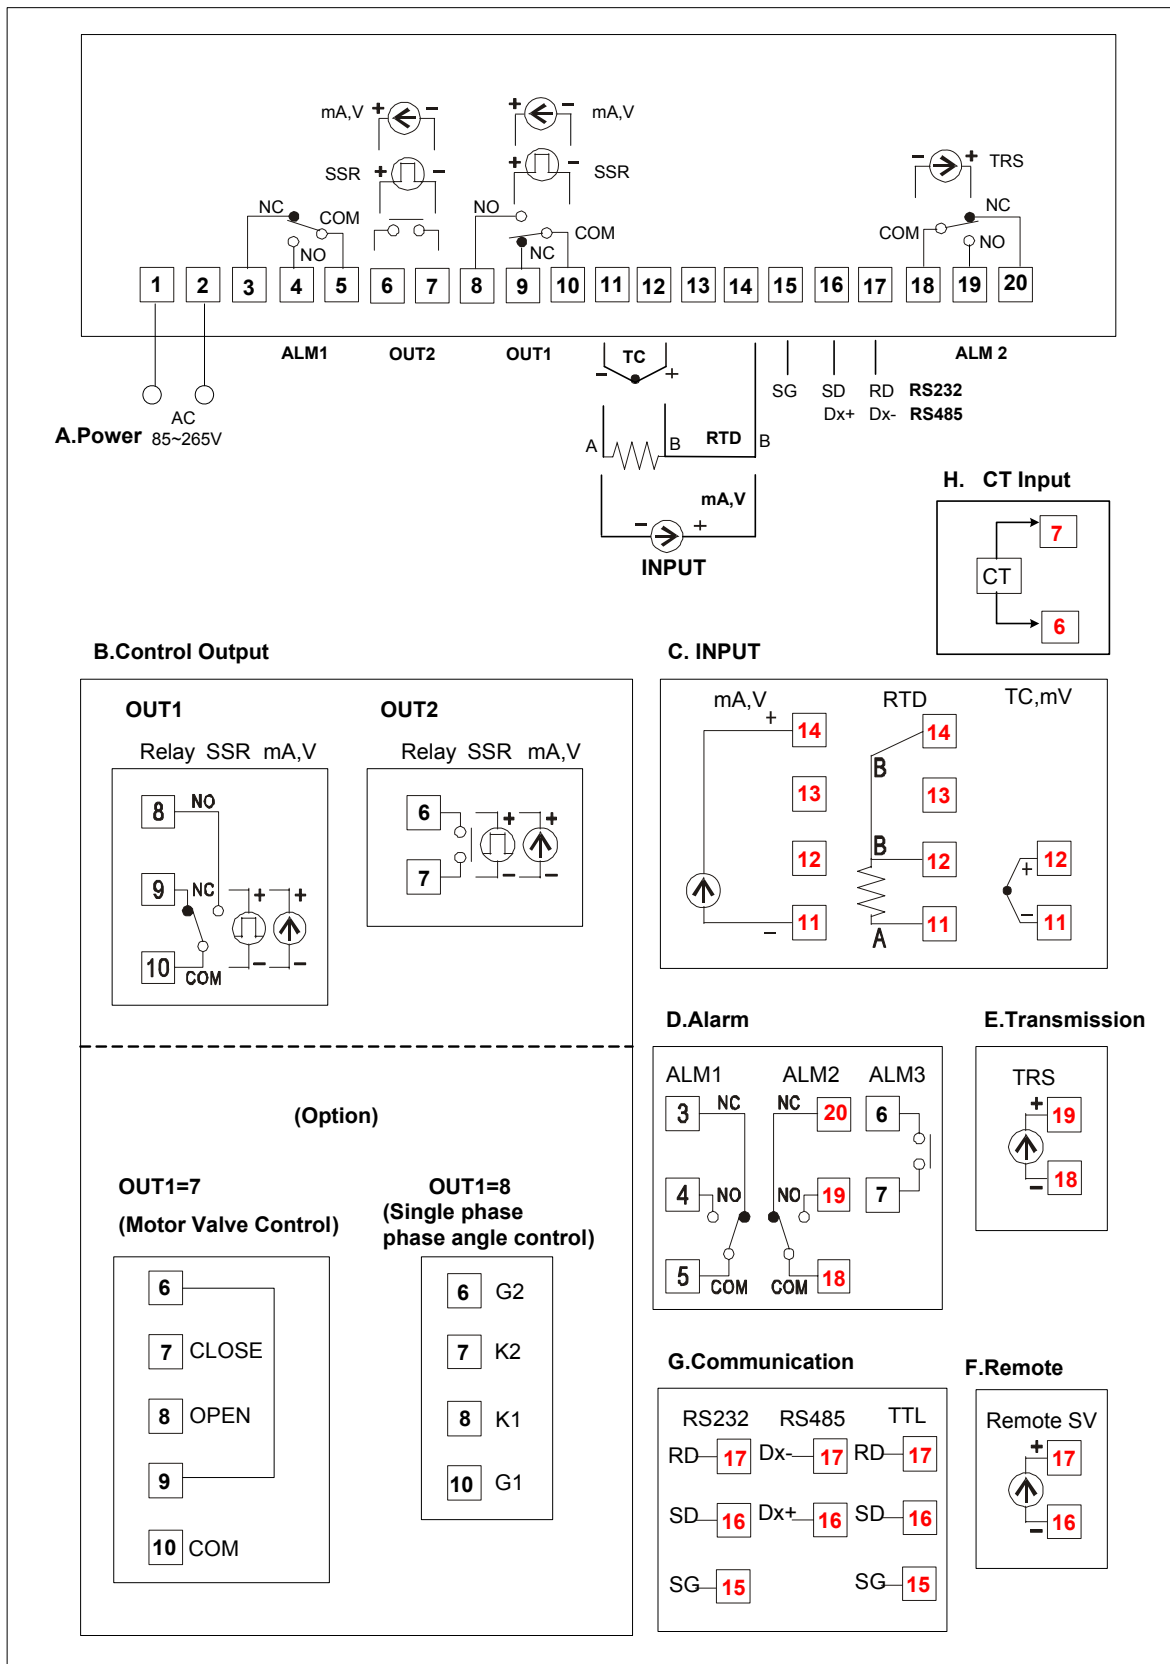 mA,V + − + − mA,V
SSR + − + − SSR
− + TRS
NC COM NO COM NC
NO NC COM NO
1 2 3 4 5 6 7 8 9 10 11 12 13 14 15 16 17 18 19 20
ALM1 OUT2 OUT1 TC ALM 2
− +
SG SD RD RS232
Dx+ Dx- RS485
AC
A.Power 85~265V
A B RTD B
mA,V
− +
INPUT
H. CT Input
7
CT
6
B.Control Output
OUT1 OUT2
Relay SSR mA,V
8 NO
9 NC + +
10 COM − −
Relay SSR mA,V
6 + +
7 − −
(Option)
OUT1=7
(Motor Valve Control)
6
7 CLOSE
8 OPEN
9
10 COM
OUT1=8
(Single phase
phase angle control)
6 G2
7 K2
8 K1
10 G1
C. INPUT
mA,V RTD TC,mV
+ 14 14
B
13 13
B
12 12 + 12
− 11 A 11 − 11
D.Alarm
ALM1 ALM2 ALM3
3 NC NC 20 6
4 NO NO 19 7
5 COM COM 18
E.Transmission
TRS
+ 19
− 18
G.Communication
RS232 RS485 TTL
RD 17 Dx- 17 RD 17
SD 16 Dx+ 16 SD 16
SG 15 SG 15
F.Remote
Remote SV
+ 17
− 16